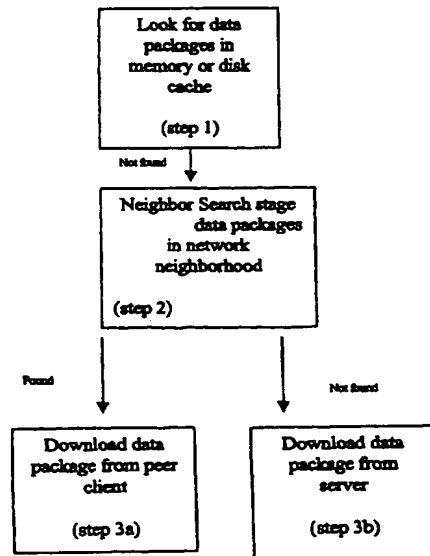 Look for data
packages in
memory or disk
cache
(step 1)
Not found
Neighbor Search stage
data packages
in network
neighborhood
(step 2)
Found
Not found
Download data
package from peer
client
(step 3a)
Download data
package from
server
(step 3b)